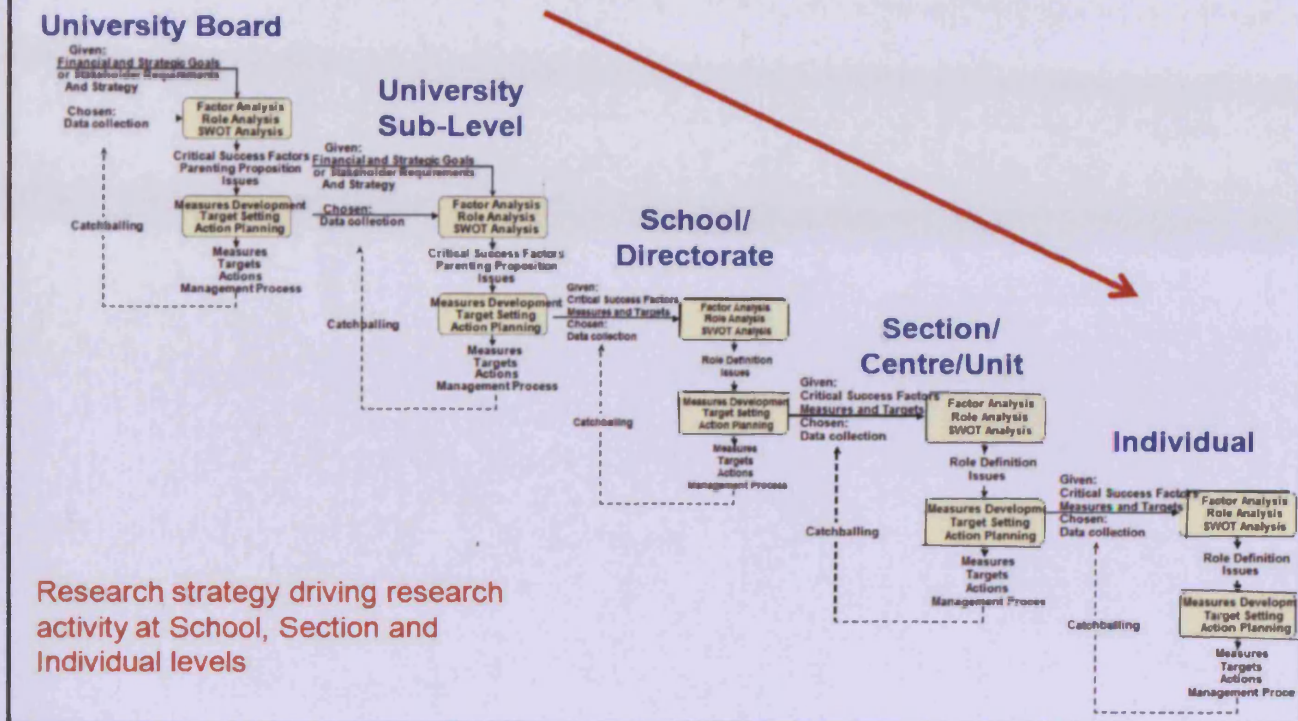 University Board
Given:
Financial and Strategic Goals
or Stakeholder Requirements
And Strategy
Chosen:
Data collection
Factor Analysis
Role Analysis
SWOT Analysis
Critical Success Factors
Parenting Proposition
Issues
Measures Development
Target Setting
Action Planning
Catchballing
Measures
Targets
Actions
Management Process
University
Sub-Level
Given:
Financial and Strategic Goals
or Stakeholder Requirements
And Strategy
Chosen:
Data collection
Factor Analysis
Role Analysis
SWOT Analysis
Critical Success Factors
Parenting Proposition
Issues
Measures Development
Target Setting
Action Planning
Catchballing
Measures
Targets
Actions
Management Process
School/
Directorate
Given:
Critical Success Factors
Measures and Targets
Chosen:
Data collection
Factor Analysis
Role Analysis
SWOT Analysis
Role Definition
Issues
Measures Development
Target Setting
Action Planning
Catchballing
Measures
Targets
Actions
Management Process
Section/
Centre/Unit
Given:
Critical Success Factors
Measures and Targets
Chosen:
Data collection
Factor Analysis
Role Analysis
SWOT Analysis
Role Definition
Issues
Measures Development
Target Setting
Action Planning
Catchballing
Measures
Targets
Actions
Management Proces
Individual
Given:
Critical Success Factors
Measures and Targets
Chosen:
Data collection
Factor Analysis
Role Analysis
SWOT Analysis
Role Definition
Issues
Measures Developm
Target Setting
Action Planning
Catchballing
Measures
Targets
Actions
Management Proce
Research strategy driving research
activity at School, Section and
Individual levels